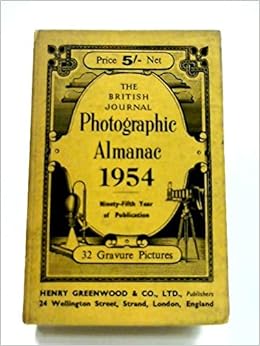 Price 5/- Net
THE
BRITISH
JOURNAL
Photographic
Almanac
1954
Ninety-Fifth Year
of Publication
32 Gravure Pictures
HENRY GREENWOOD & CO., LTD., Publishers
24 Wellington Street, Strand, London, England